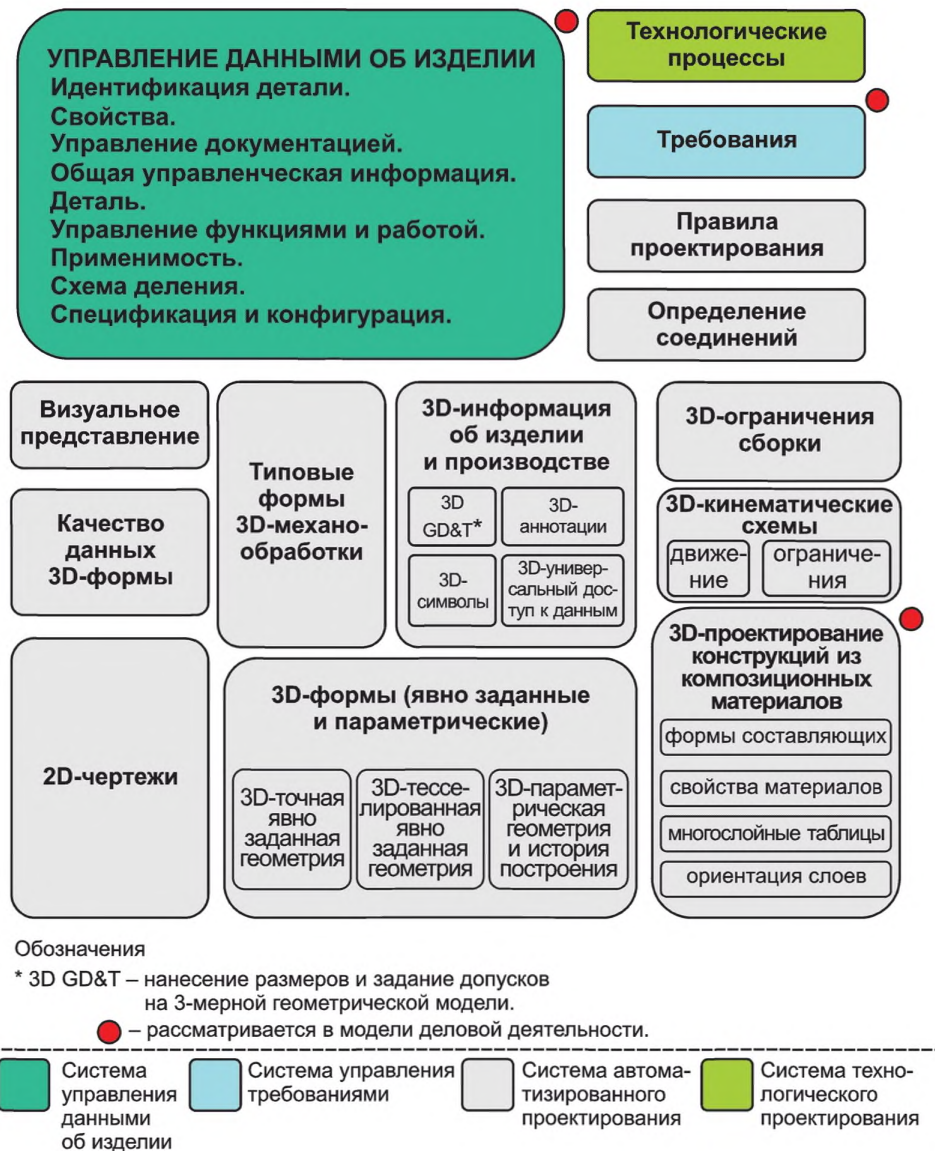 УПРАВЛЕНИЕ ДАННЫМИ ОБ ИЗДЕЛИИ
Идентификация детали.
Свойства.
Управление документацией.
Общая управленческая информация.
Деталь.
Управление функциями и работой.
Применимость.
Схема деления.
Спецификация и конфигурация.
Технологические
процессы
Требования
Правила
проектирования
Определение
соединений
Визуальное
представление
Качество
данных
3D-формы
2D-чертежи
Типовые
формы
3D-механо-
обработки
3D-информация
об изделии
и производстве
3D
GD&T*
3D-
аннотации
3D-
символы
3D-универ-
сальный дос-
туп к данным
3D-ограничения
сборки
3D-кинематические
схемы
движе-
ние
ограниче-
ния
3D-формы (явно заданные
и параметрические)
3D-точная
явно
заданная
геометрия
3D-тессе-
лированная
явно
заданная
геометрия
3D-парамет-
рическая
геометрия
и история
построения
3D-проектирование
конструкций из
композиционных
материалов
формы составляющих
свойства материалов
многослойные таблицы
ориентация слоев
Обозначения
* 3D GD&T – нанесение размеров и задание допусков
на 3-мерной геометрической модели.
– рассматривается в модели деловой деятельности.
Система
управления
данными
об изделии
Система управления
требованиями
Система автома-
тизированного
проектирования
Система техно-
логического
проектирования